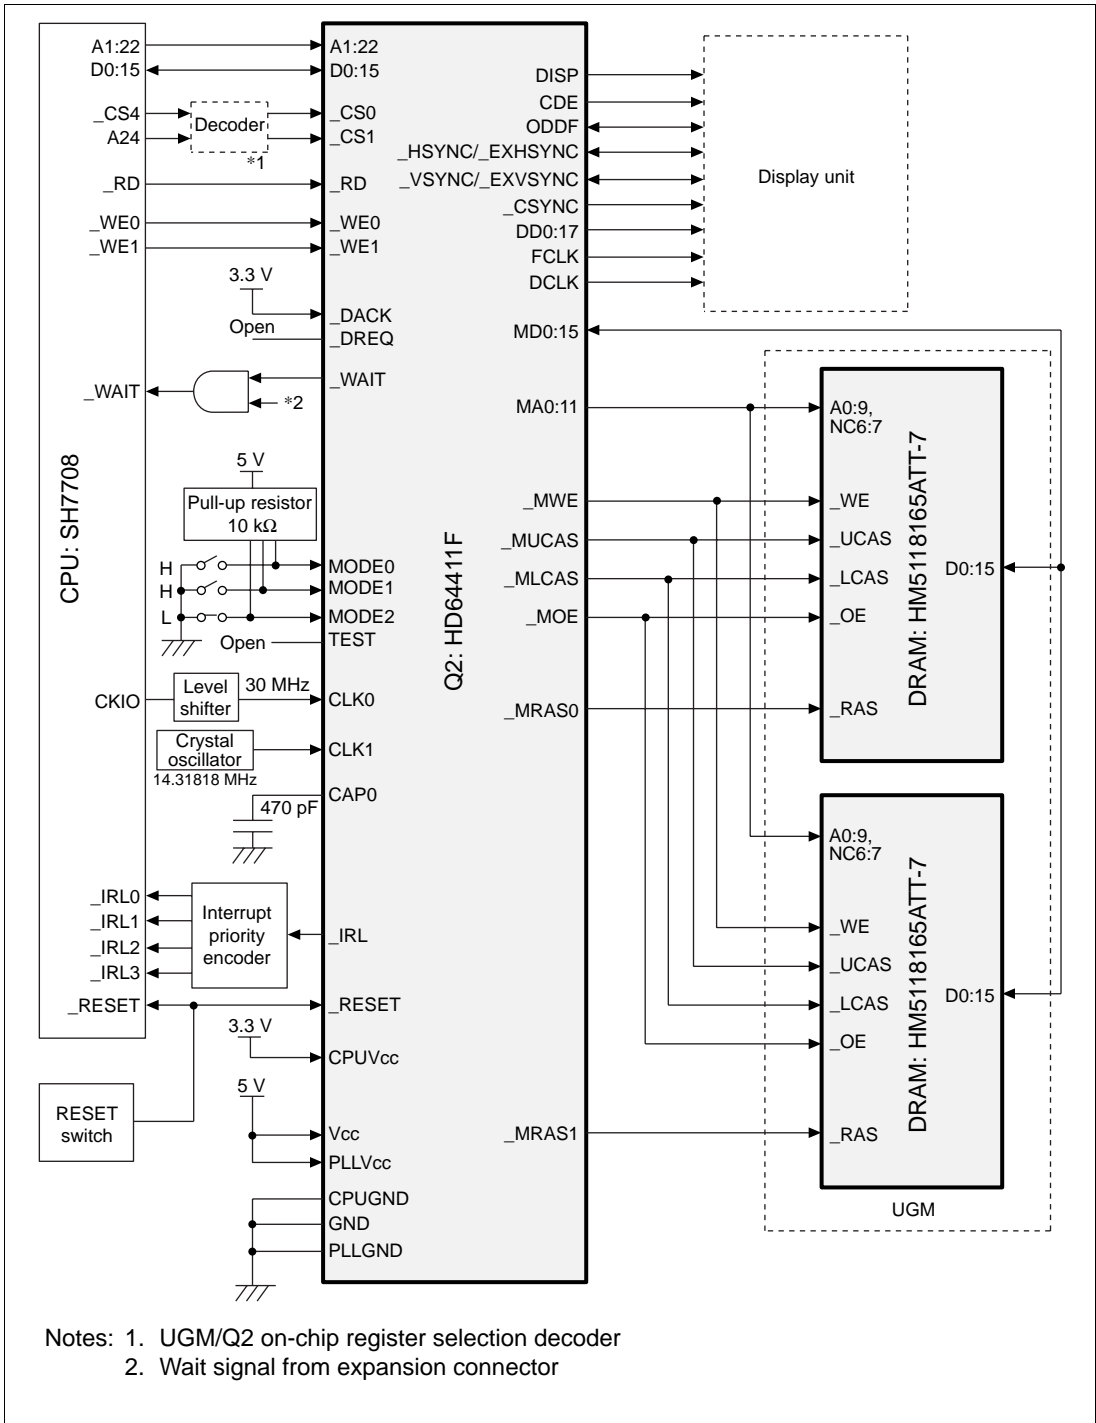 A1:22
D0:15
_CS4
A24
_RD
_WE0
_WE1
_WAIT
CPU: SH7708
CKIO
_IRL0
_IRL1
_IRL2
_IRL3
_RESET
RESET
switch
Decoder
*1
3.3 V
Open
*2
5 V
Pull-up resistor
10 kΩ
H
H
L
Open
Level
shifter
30 MHz
Crystal
oscillator
14.31818 MHz
470 pF
Interrupt
priority
encoder
3.3 V
5 V
A1:22
D0:15
_CS0
_CS1
_RD
_WE0
_WE1
_DACK
_DREQ
_WAIT
MODE0
MODE1
MODE2
TEST
CLK0
CLK1
CAP0
_IRL
_RESET
CPUVcc
Vcc
PLLVcc
CPUGND
GND
PLLGND
Q2: HD64411F
DISP
CDE
ODDF
_HSYNC/_EXHSYNC
_VSYNC/_EXVSYNC
_CSYNC
DD0:17
FCLK
DCLK
MD0:15
MA0:11
_MWE
_MUCAS
_MLCAS
_MOE
_MRAS0
_MRAS1
Display unit
A0:9,
NC6:7
_WE
_UCAS
_LCAS
_OE
_RAS
D0:15
DRAM: HM5118165ATT-7
A0:9,
NC6:7
_WE
_UCAS
_LCAS
_OE
_RAS
D0:15
DRAM: HM5118165ATT-7
UGM
Notes: 1. UGM/Q2 on-chip register selection decoder
2. Wait signal from expansion connector